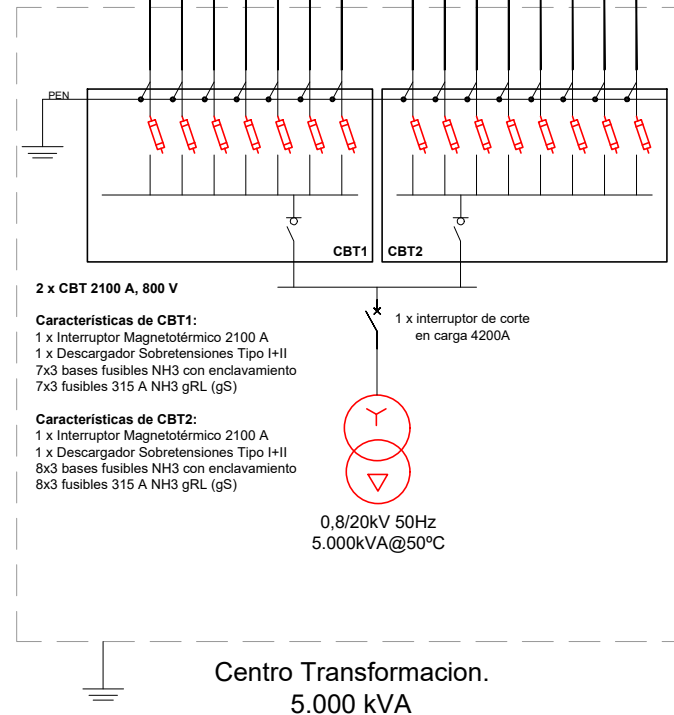 PEN
CBT1
CBT2
2 x CBT 2100 A, 800 V
Características de CBT1:
1 x Interruptor Magnetotérmico 2100 A
1 x Descargador Sobretensiones Tipo I+II
7x3 bases fusibles NH3 con enclavamiento
7x3 fusibles 315 A NH3 gRL (gS)
Características de CBT2:
1 x Interruptor Magnetotérmico 2100 A
1 x Descargador Sobretensiones Tipo I+II
8x3 bases fusibles NH3 con enclavamiento
8x3 fusibles 315 A NH3 gRL (gS)
1 x interruptor de corte
en carga 4200A
0,8/20kV 50Hz
5.000kVA@50ºC
Centro Transformacion.
5.000 kVA